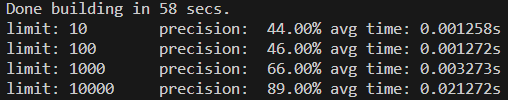 Done building in 58 secs.
limit: 10 precision: 44.00% avg time: 0.001258s
limit: 100 precision: 46.00% avg time: 0.001272s
limit: 1000 precision: 66.00% avg time: 0.003273s
limit: 10000 precision: 89.00% avg time: 0.021272s